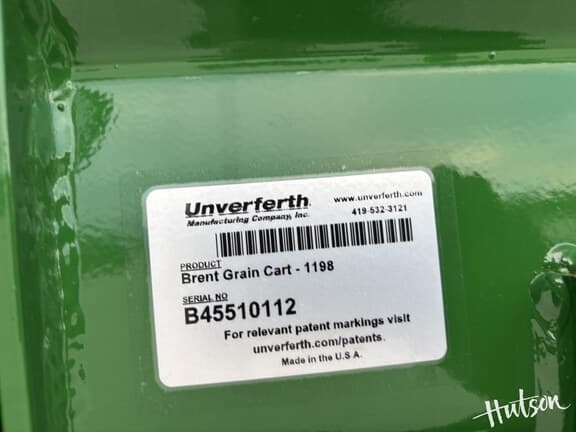 Unverferth
Manufacturing Company, Inc.
www.unverferth.com
419-532-3121
PRODUCT
Brent Grain Cart - 1198
SERIAL NO
B45510112
For relevant patent markings visit
unverferth.com/patents.
Made in the U.S.A.
Hutson